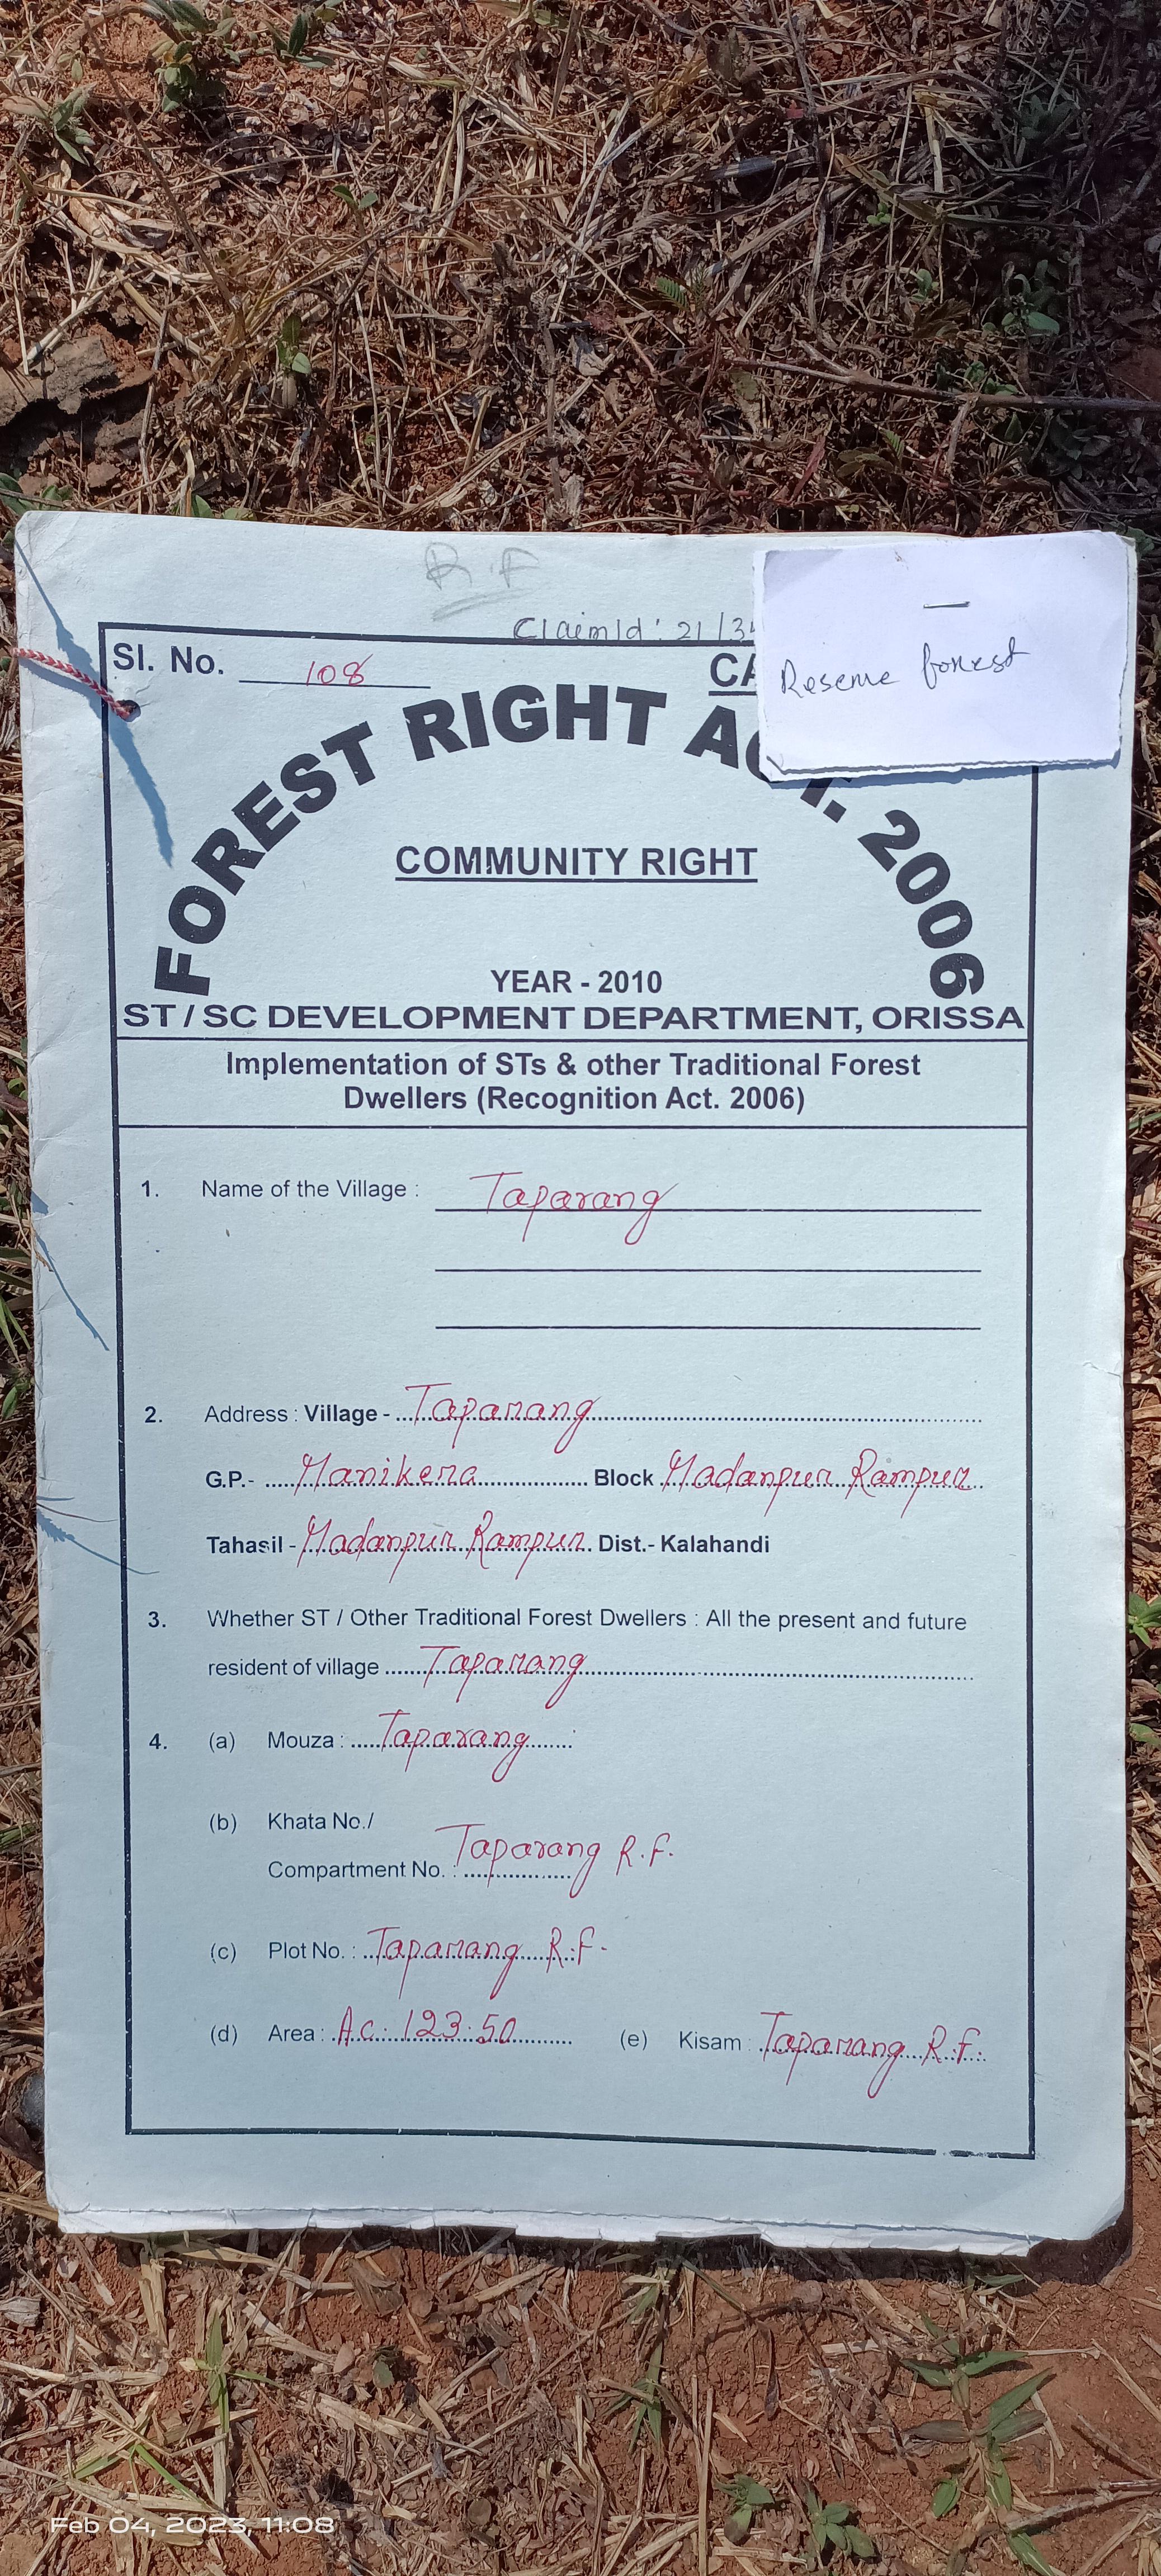 R.F
ClaimId: 21/3
Reserve forest
Sl. No. 108
FOREST RIGHT ACT. 2006
COMMUNITY RIGHT
YEAR - 2010
ST / SC DEVELOPMENT DEPARTMENT, ORISSA
Implementation of STs & other Traditional Forest
Dwellers (Recognition Act. 2006)
1. Name of the Village : Taparang
2. Address : Village - Taparang
G.P.- Manikera Block Madanpur Rampur
Tahasil - Madanpur Rampur. Dist.- Kalahandi
3. Whether ST / Other Traditional Forest Dwellers : All the present and future
resident of village Taparang
4. (a) Mouza : Taparang
(b) Khata No./
Compartment No. : Taparang R.F.
(c) Plot No. : Taparang R.F.
(d) Area : Ac. 123.50 (e) Kisam : Taparang R.F.
Feb 04, 2023, 11:08